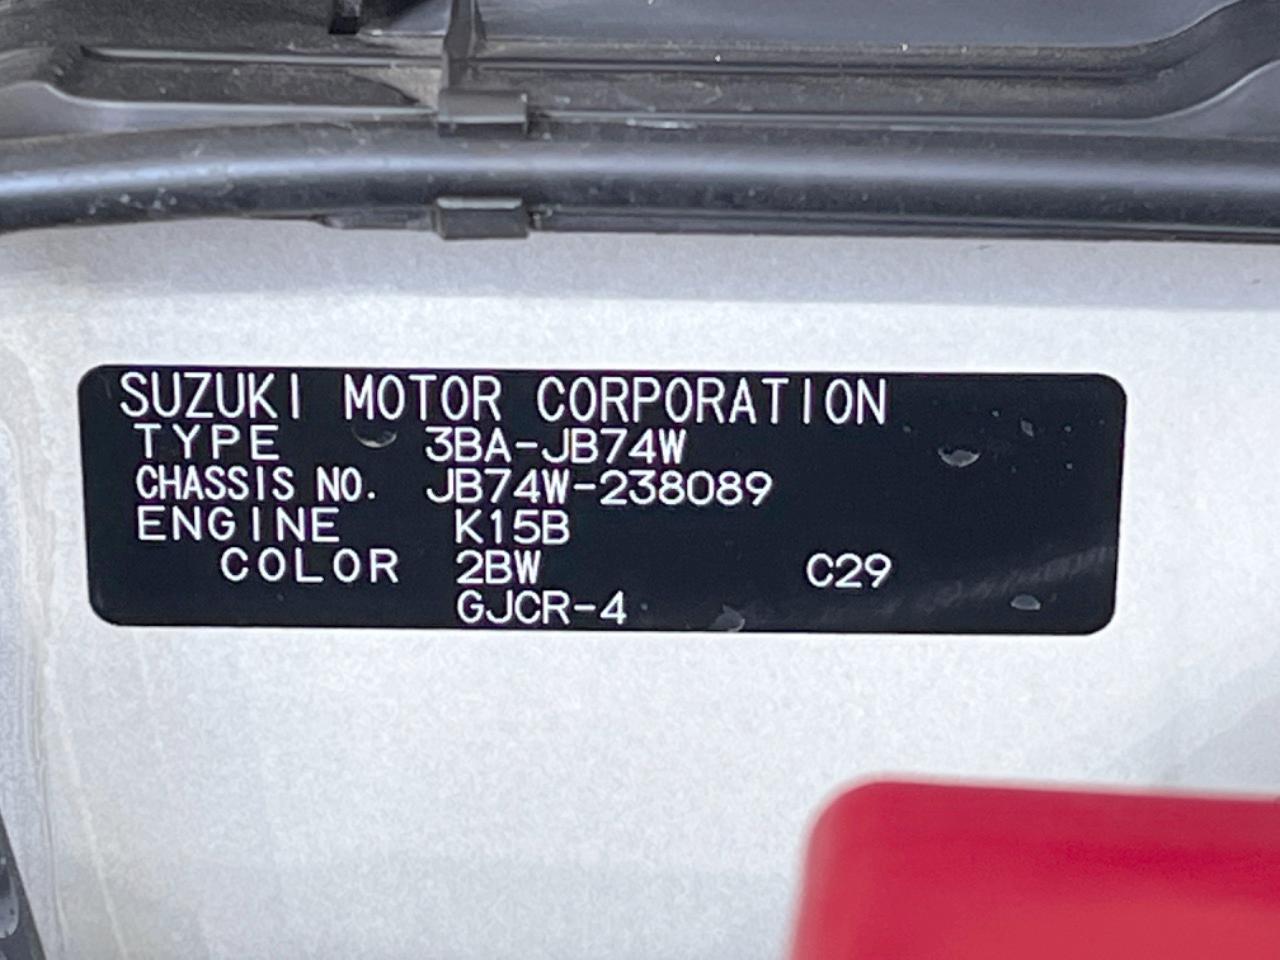 SUZUKI MOTOR CORPORATION
TYPE 3BA-JB74W
CHASSIS NO. JB74W-238089
ENGINE K15B
COLOR 2BW C29
GJCR-4